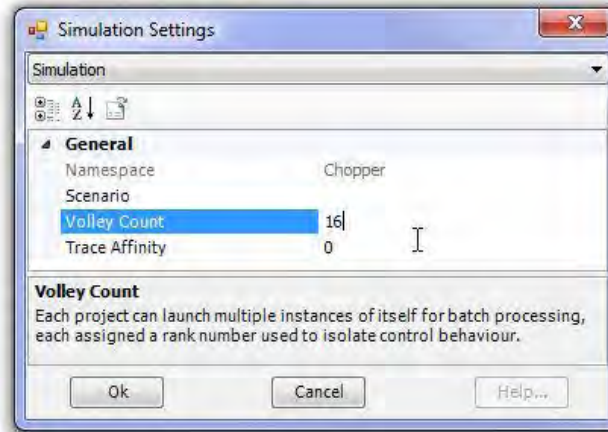 Simulation Settings
Simulation
General
Namespace Chopper
Scenario
Volley Count 16
Trace Affinity 0
Volley Count
Each project can launch multiple instances of itself for batch processing,
each assigned a rank number used to isolate control behaviour.
Ok Cancel Help...